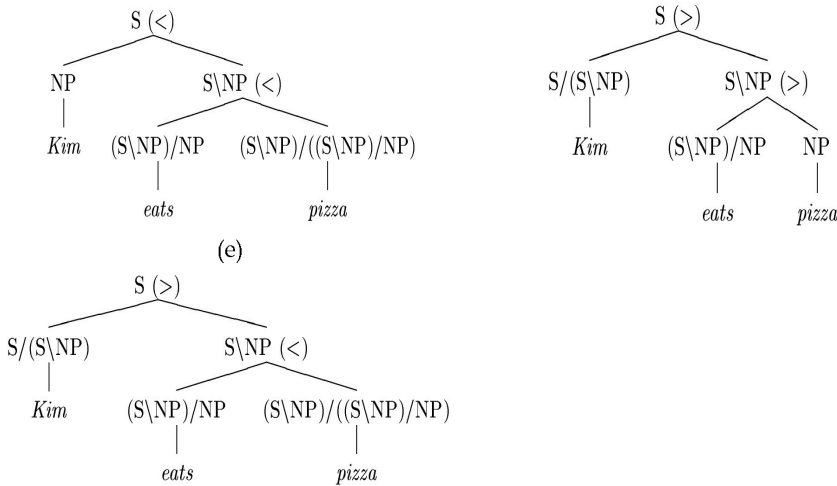 S (<)
NP S\NP (<)
Kim (S\NP)/NP (S\NP)/((S\NP)/NP)
eats pizza
S (>)
S/(S\NP) S\NP (>)
Kim (S\NP)/NP NP
eats pizza
(e)
S (>)
S/(S\NP) S\NP (<)
Kim (S\NP)/NP (S\NP)/((S\NP)/NP)
eats pizza